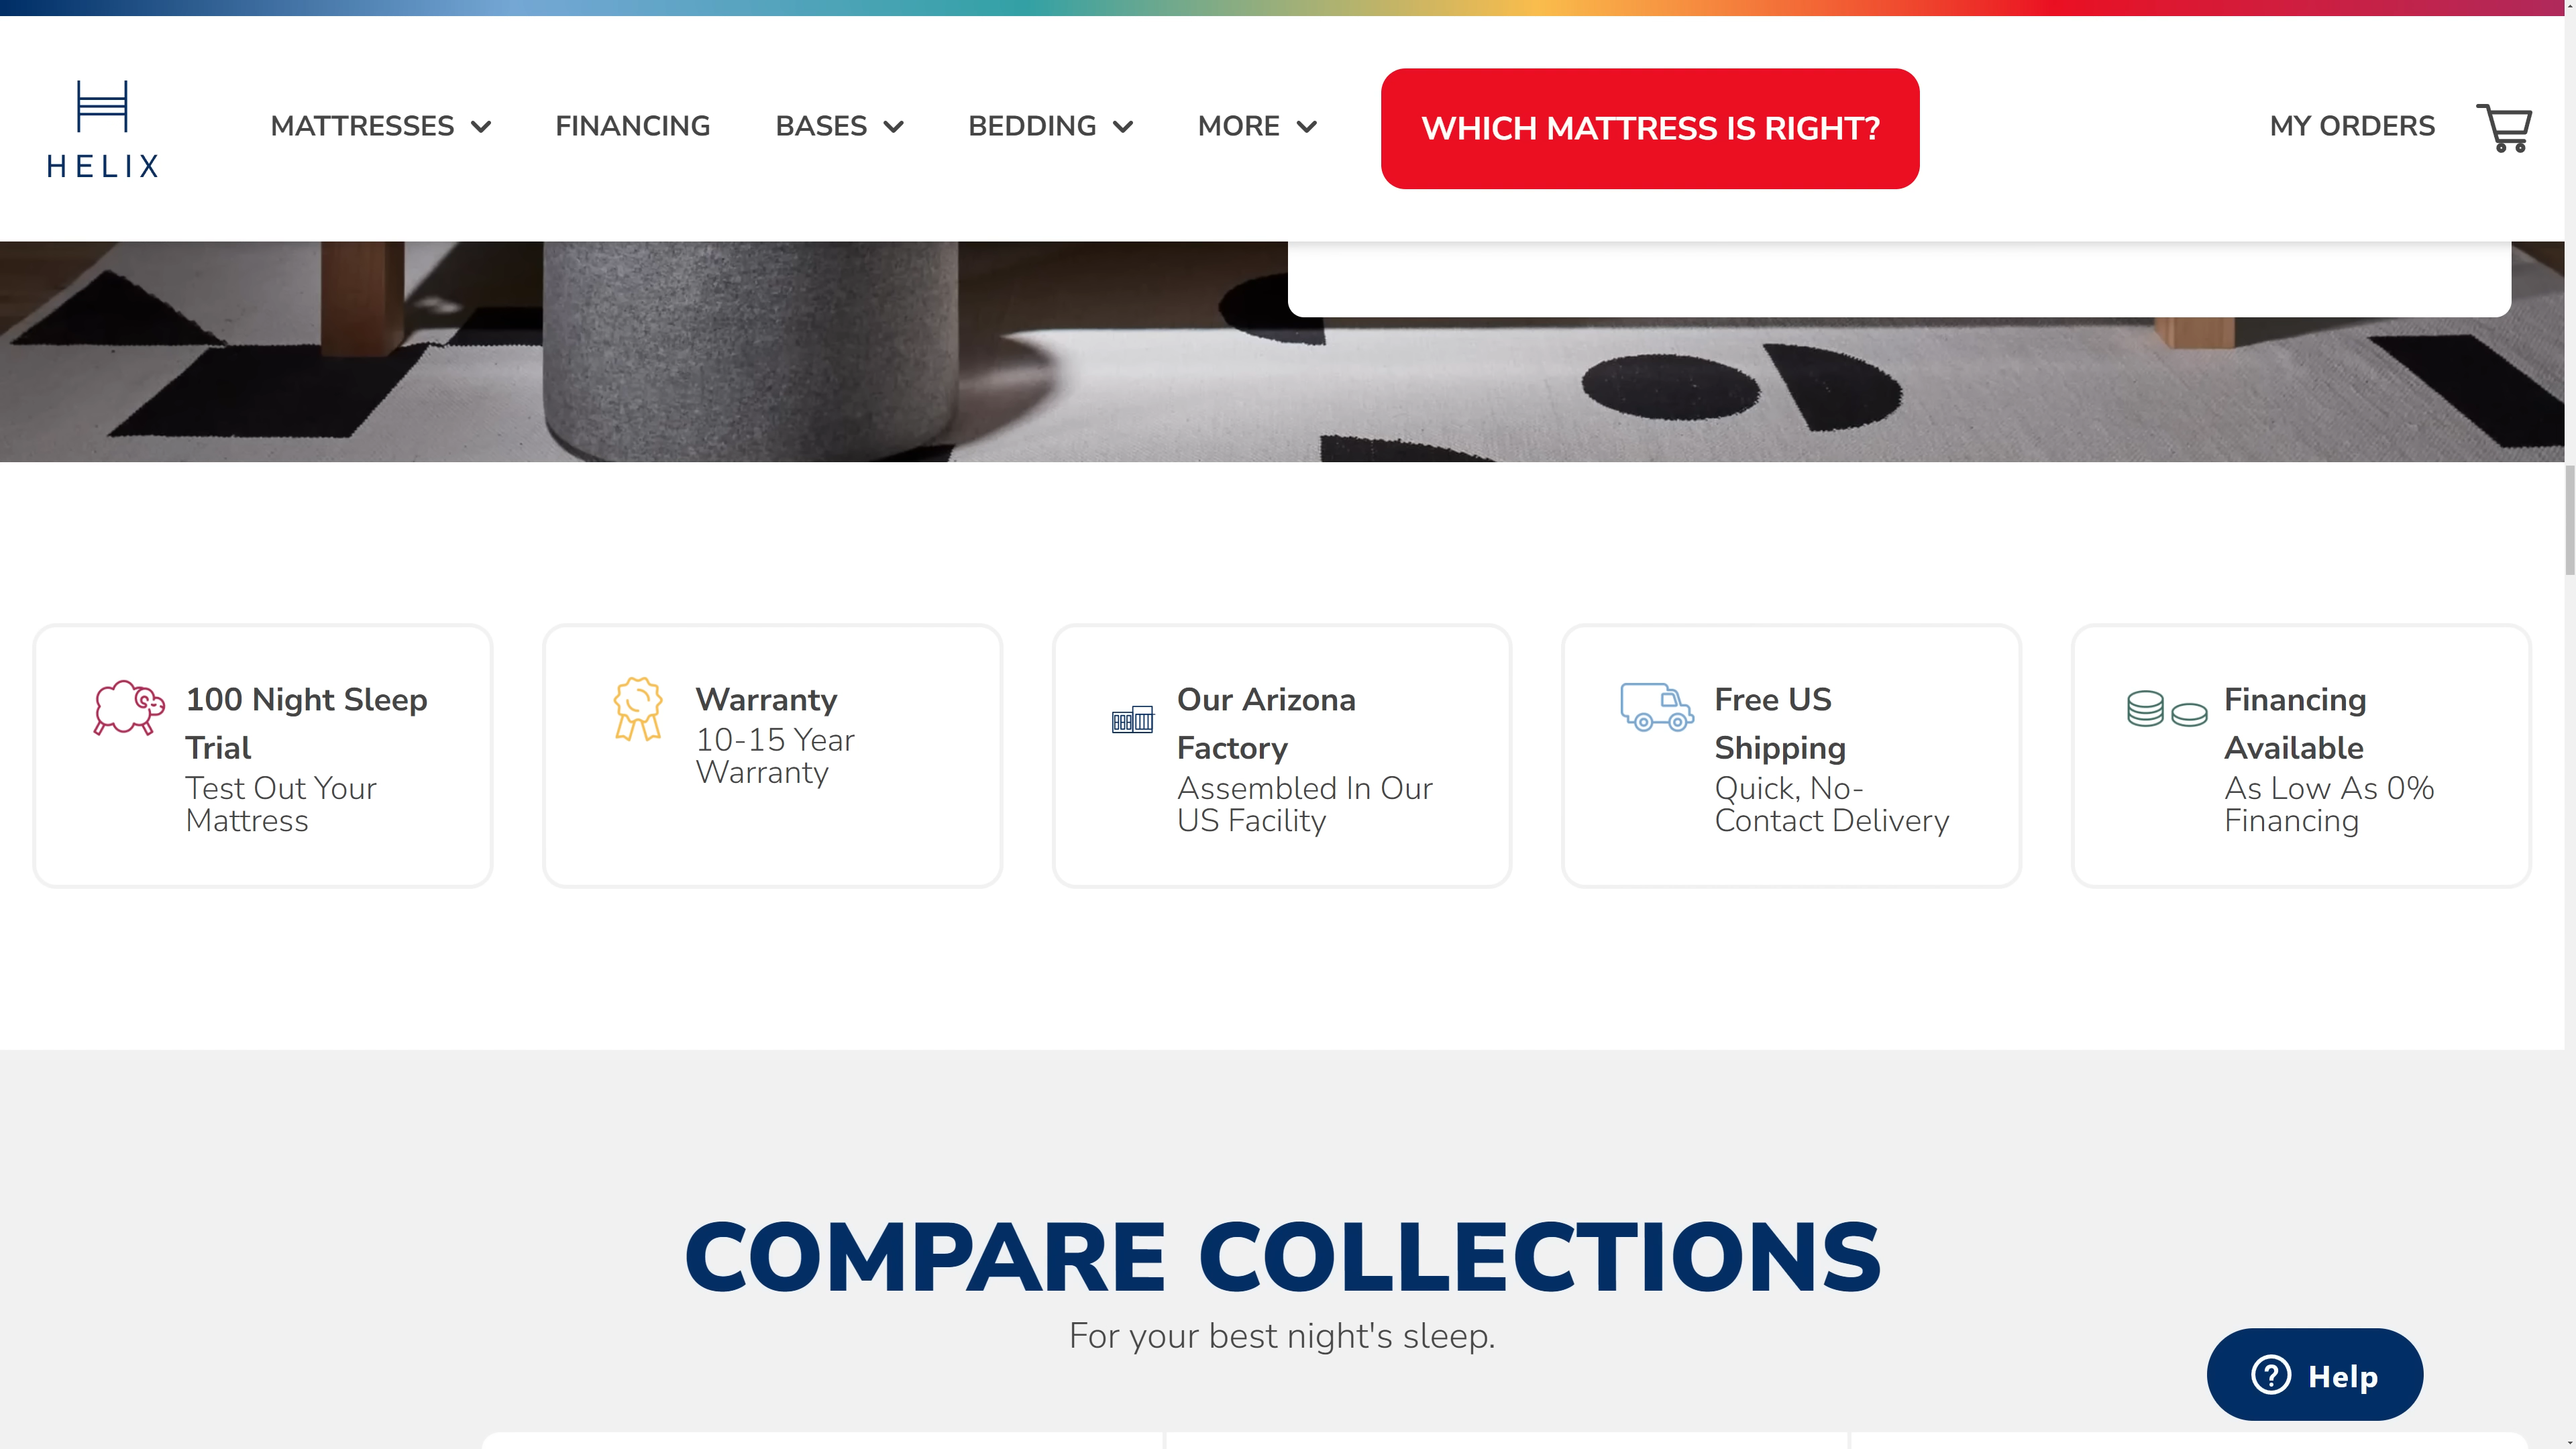 HELIX
MATTRESSES
FINANCING
BASES
BEDDING
MORE
WHICH MATTRESS IS RIGHT?
MY ORDERS
100 Night Sleep
Trial
Test Out Your
Mattress
Warranty
10-15 Year
Warranty
Our Arizona
Factory
Assembled In Our
US Facility
Free US
Shipping
Quick, No-
Contact Delivery
Financing
Available
As Low As 0%
Financing
COMPARE COLLECTIONS
For your best night's sleep.
Help